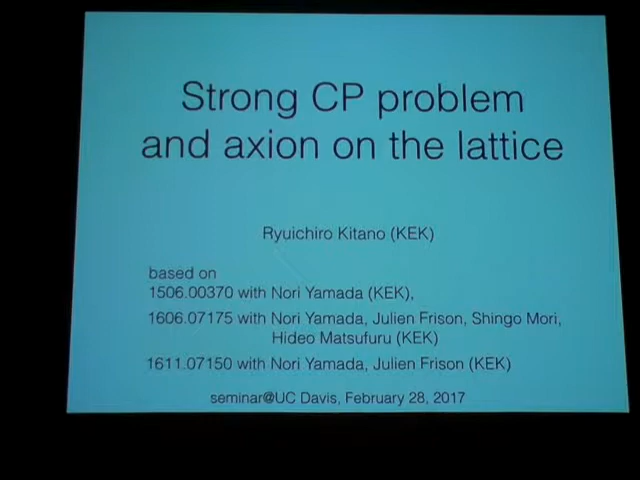 Strong CP problem
and axion on the lattice
Ryuichiro Kitano (KEK)
based on
1506.00370 with Nori Yamada (KEK),
1606.07175 with Nori Yamada, Julien Frison, Shingo Mori,
Hideo Matsufuru (KEK)
1611.07150 with Nori Yamada, Julien Frison (KEK)
seminar@UC Davis, February 28, 2017